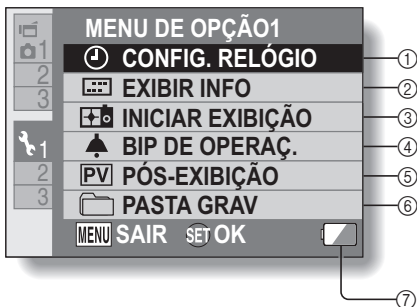 MENU DE OPÇÃO1
1
2
3
1
2
3
CONFIG. RELÓGIO ①
EXIBIR INFO ②
INICIAR EXIBIÇÃO ③
BIP DE OPERAÇ. ④
PV PÓS-EXIBIÇÃO ⑤
PASTA GRAV ⑥
MENU SAIR SET OK
⑦